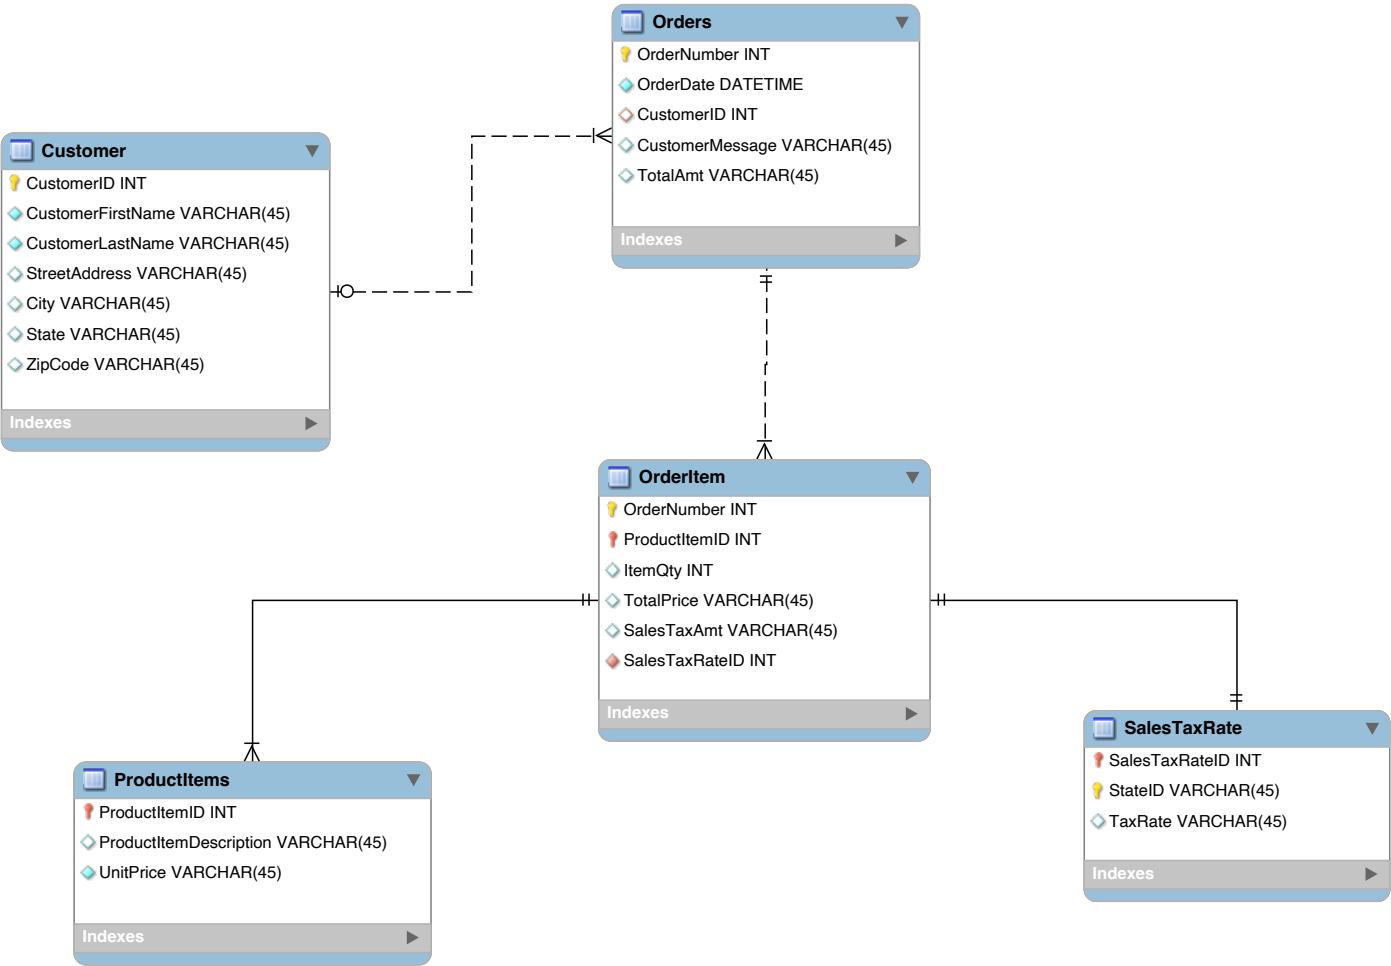 Orders
OrderNumber INT
OrderDate DATETIME
CustomerID INT
CustomerMessage VARCHAR(45)
TotalAmt VARCHAR(45)
Indexes
Customer
CustomerID INT
CustomerFirstName VARCHAR(45)
CustomerLastName VARCHAR(45)
StreetAddress VARCHAR(45)
City VARCHAR(45)
State VARCHAR(45)
ZipCode VARCHAR(45)
Indexes
OrderItem
OrderNumber INT
ProductItemID INT
ItemQty INT
TotalPrice VARCHAR(45)
SalesTaxAmt VARCHAR(45)
SalesTaxRateID INT
Indexes
ProductItems
ProductItemID INT
ProductItemDescription VARCHAR(45)
UnitPrice VARCHAR(45)
Indexes
SalesTaxRate
SalesTaxRateID INT
StateID VARCHAR(45)
TaxRate VARCHAR(45)
Indexes